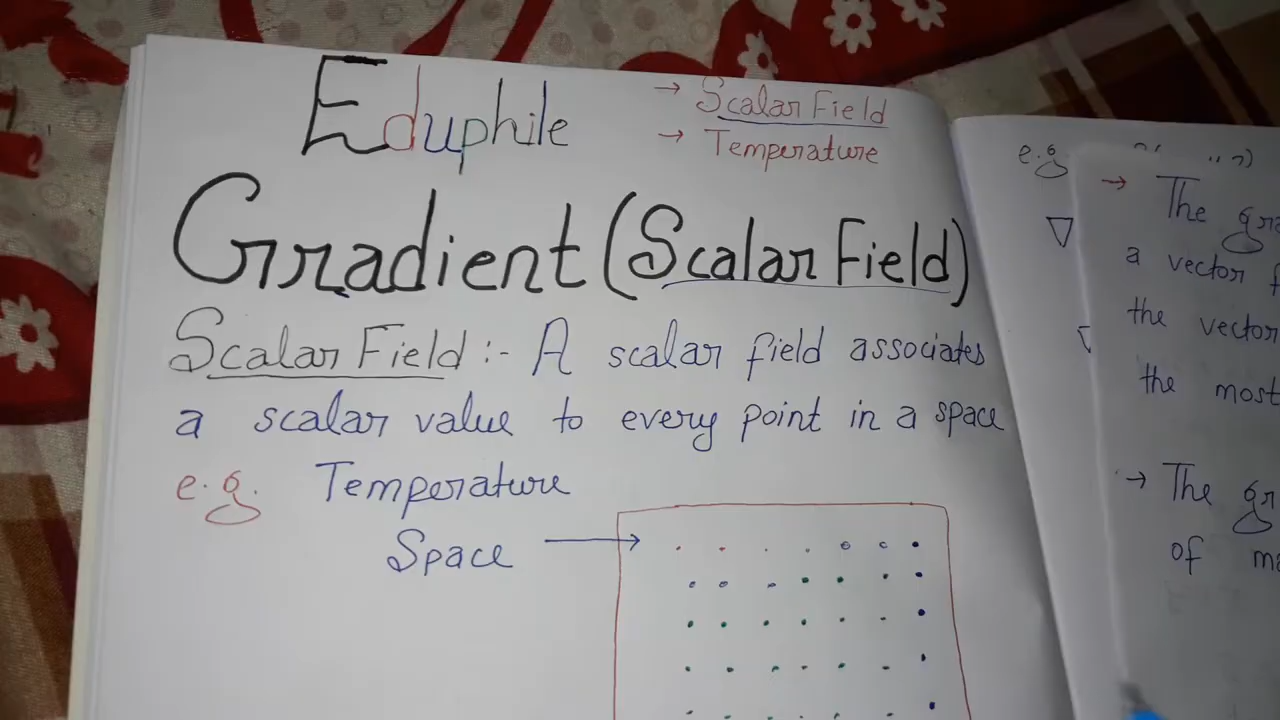 Eduphile
→ Scalar Field
→ Temperature
Gradient (Scalar Field)
Scalar Field :- A scalar field associates
a scalar value to every point in a space
e.g. Temperature
Space →
e.g
∇
→ The
a vector
the vector
the most
→ The
of